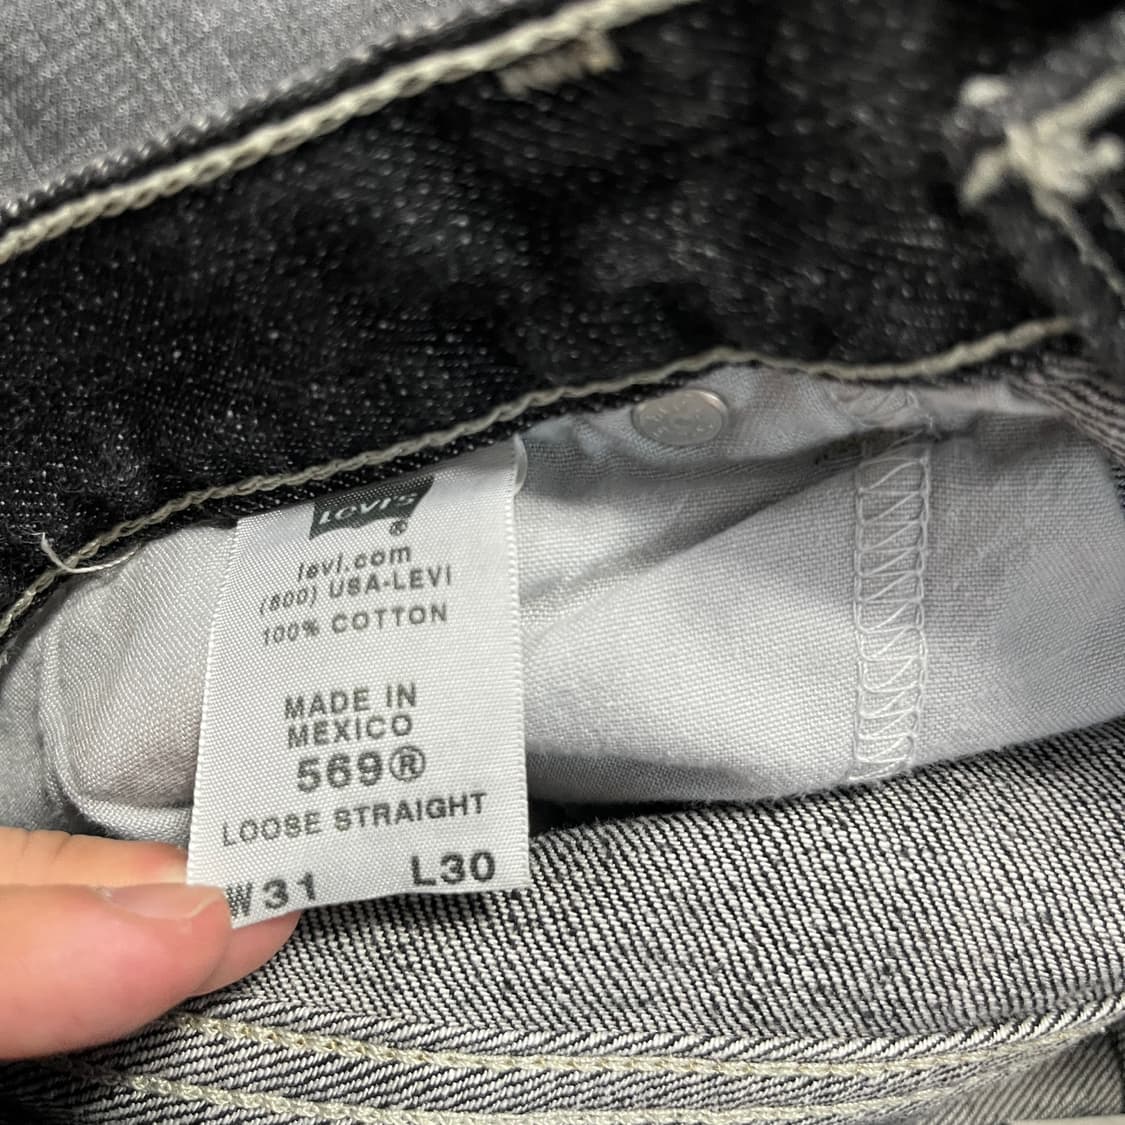 Levi's
®
levi.com
(800) USA-LEVI
100% COTTON
MADE IN
MEXICO
569®
LOOSE STRAIGHT
W31 L30